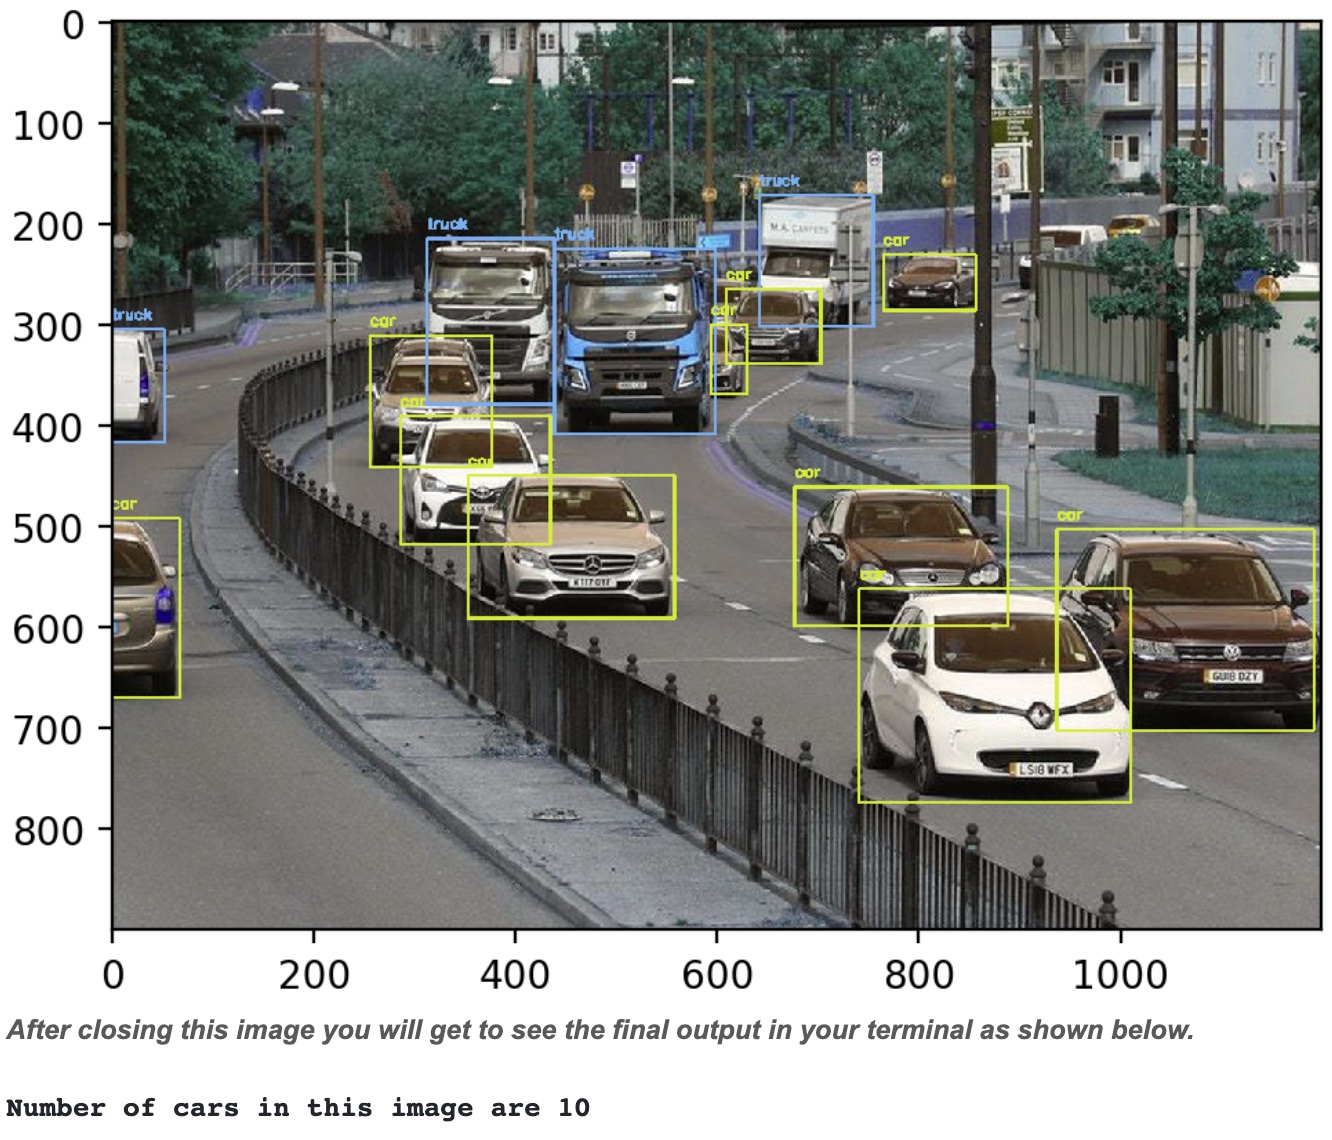 0
100
200
300
400
500
600
700
800
0 200 400 600 800 1000
truck
M.A. CARPETS
truck
truck
car
car
car
truck
car
car
car
car
car
car
car
car
KT17 OYF
GU18 DZY
LS18 WFX
After closing this image you will get to see the final output in your terminal as shown below.
Number of cars in this image are 10